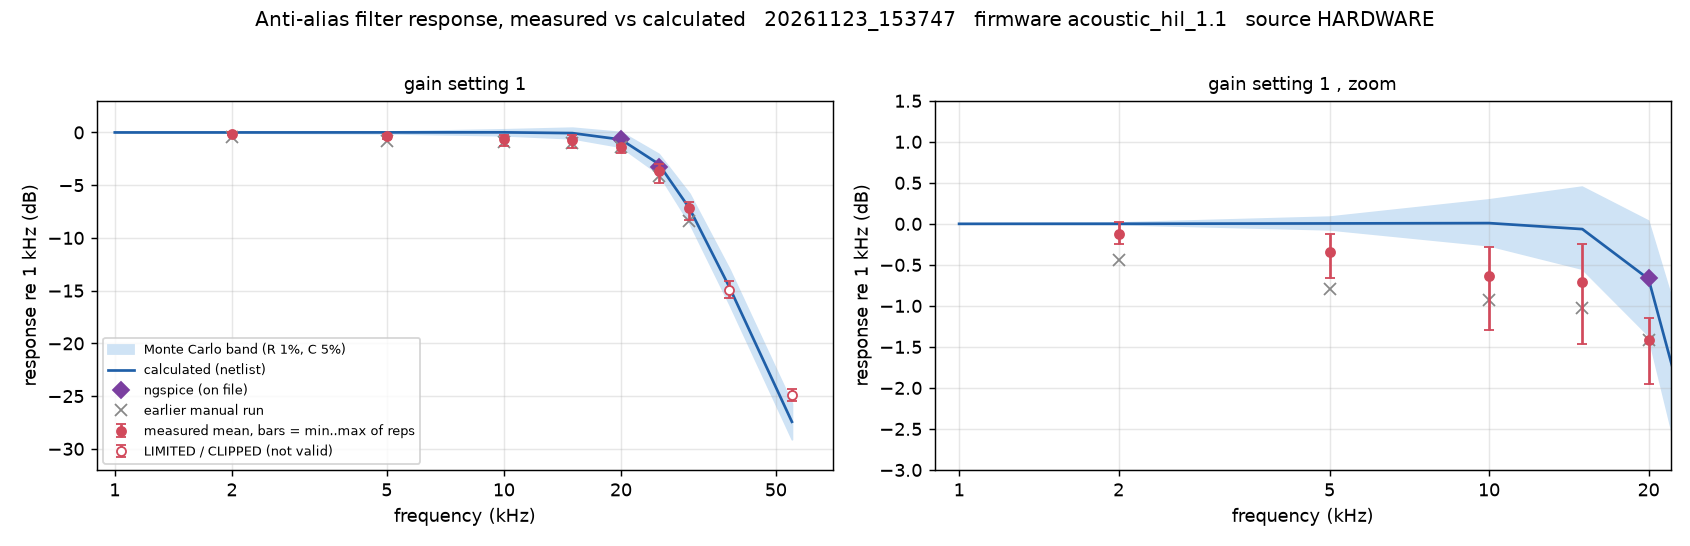 Anti-alias filter response, measured vs calculated   20261123_153747   firmware acoustic_hil_1.1   source HARDWARE
gain setting 1
response re 1 kHz (dB)
0
−5
−10
−15
−20
−25
−30
Monte Carlo band (R 1%, C 5%)
calculated (netlist)
ngspice (on file)
earlier manual run
measured mean, bars = min..max of reps
LIMITED / CLIPPED (not valid)
1
2
5
10
20
50
frequency (kHz)
gain setting 1 , zoom
response re 1 kHz (dB)
1.5
1.0
0.5
0.0
−0.5
−1.0
−1.5
−2.0
−2.5
−3.0
1
2
5
10
20
frequency (kHz)